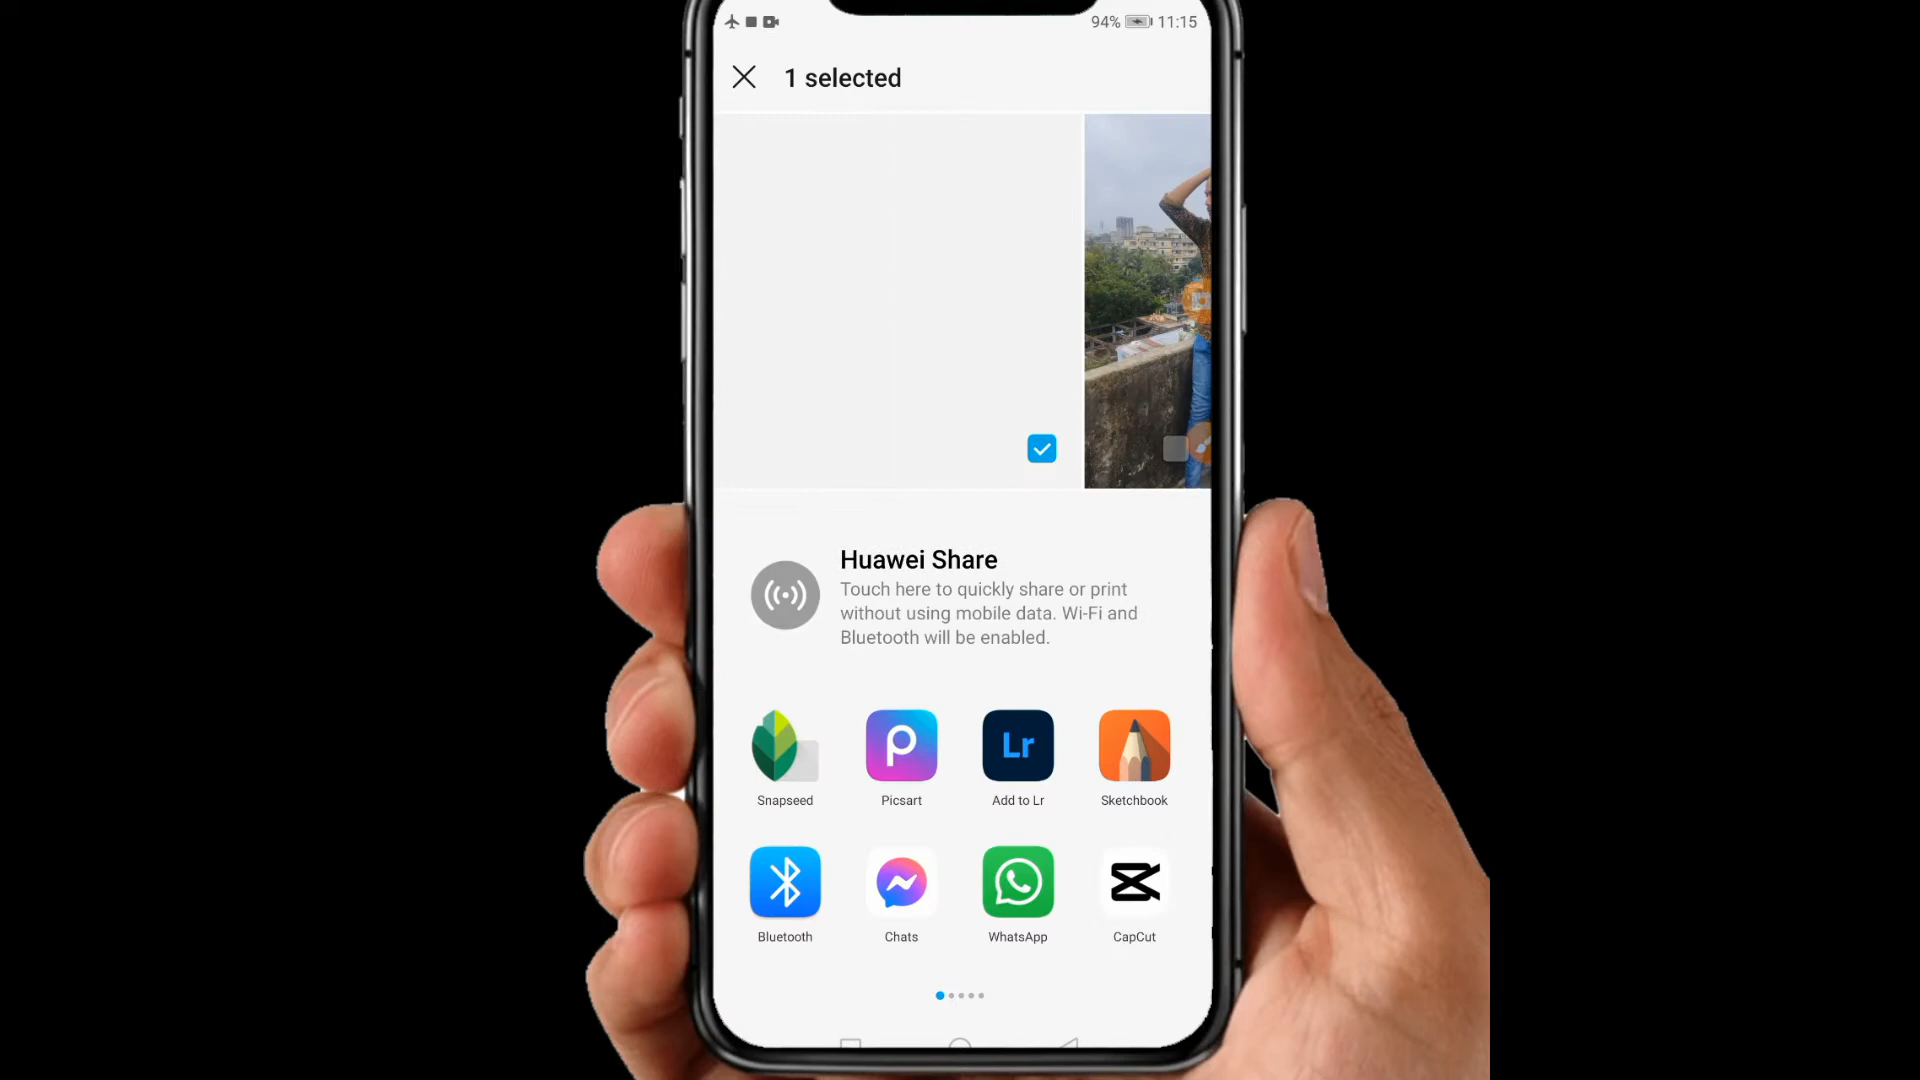 94% 11:15
1 selected
Huawei Share
Touch here to quickly share or print
without using mobile data. Wi-Fi and
Bluetooth will be enabled.
Lr
Snapseed Picsart Add to Lr Sketchbook
Bluetooth Chats WhatsApp CapCut